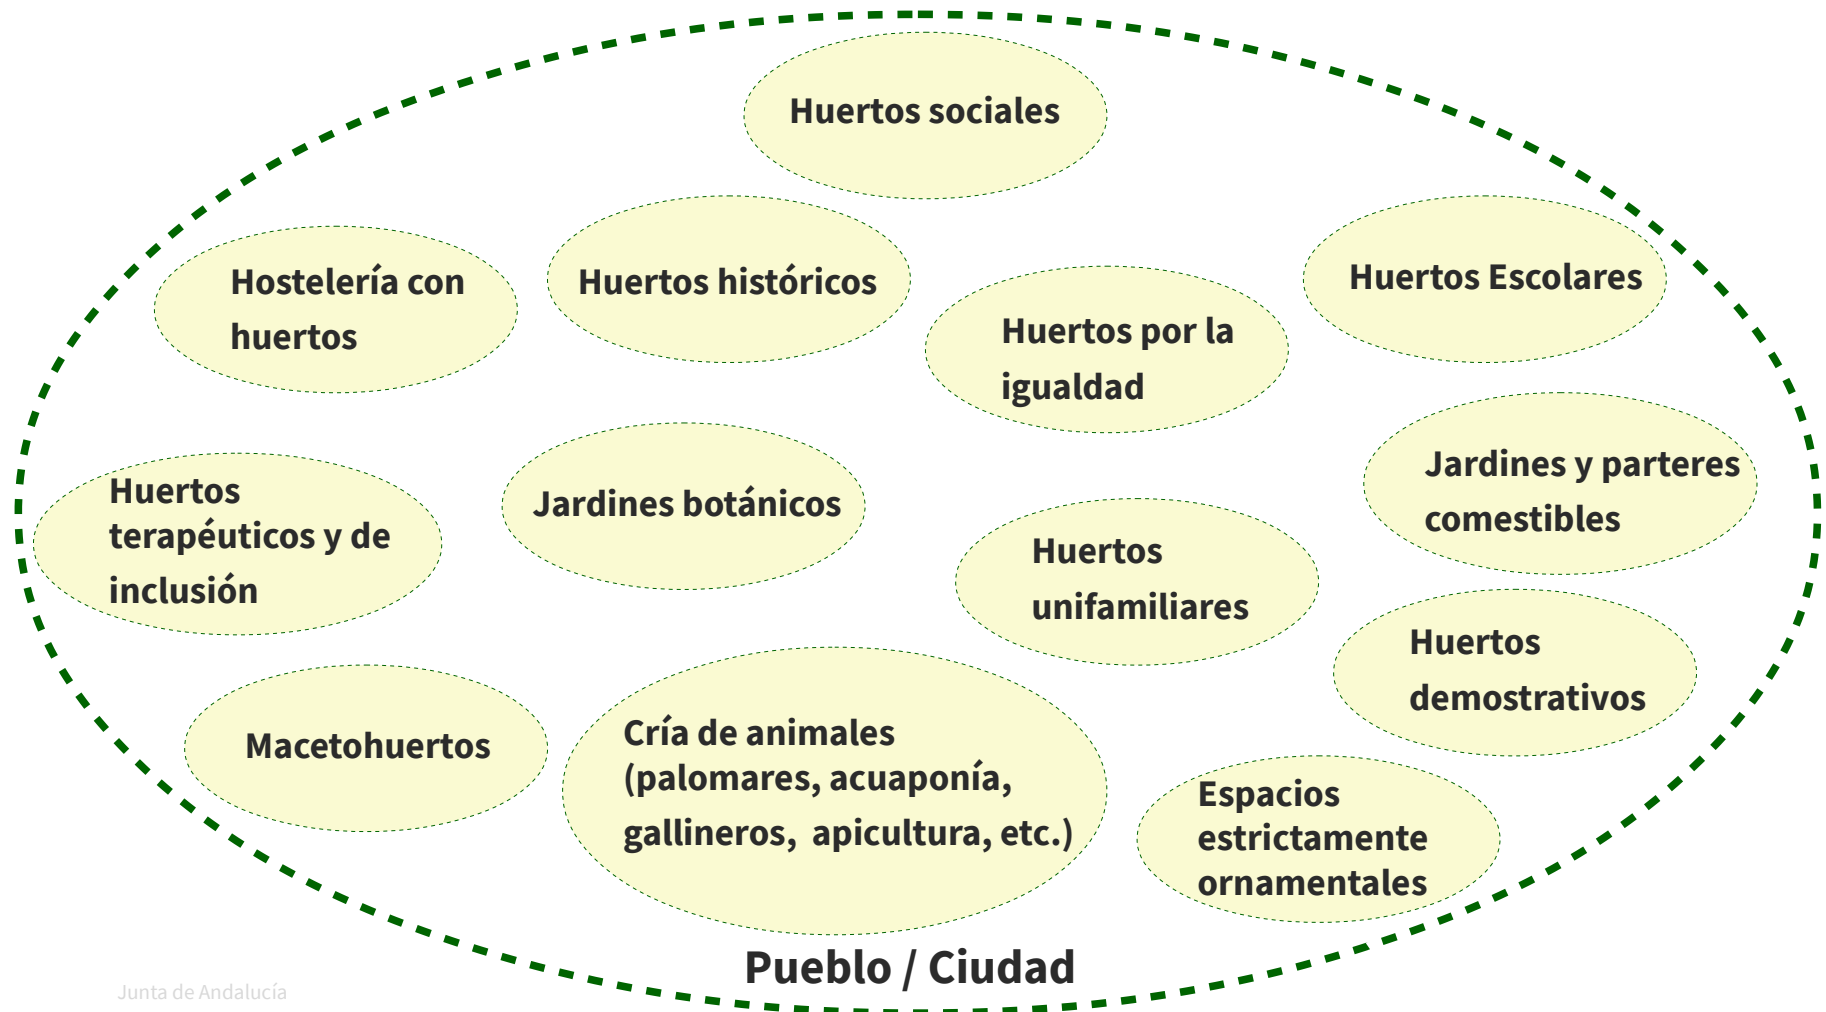 Huertos sociales
Hostelería con
huertos
Huertos históricos
Huertos por la
igualdad
Huertos Escolares
Huertos
terapéuticos y de
inclusión
Jardines botánicos
Huertos
unifamiliares
Jardines y parteres
comestibles
Huertos
demostrativos
Macetohuertos
Cría de animales
(palomares, acuaponía,
gallineros, apicultura, etc.)
Espacios
estrictamente
ornamentales
Pueblo / Ciudad
Junta de Andalucía